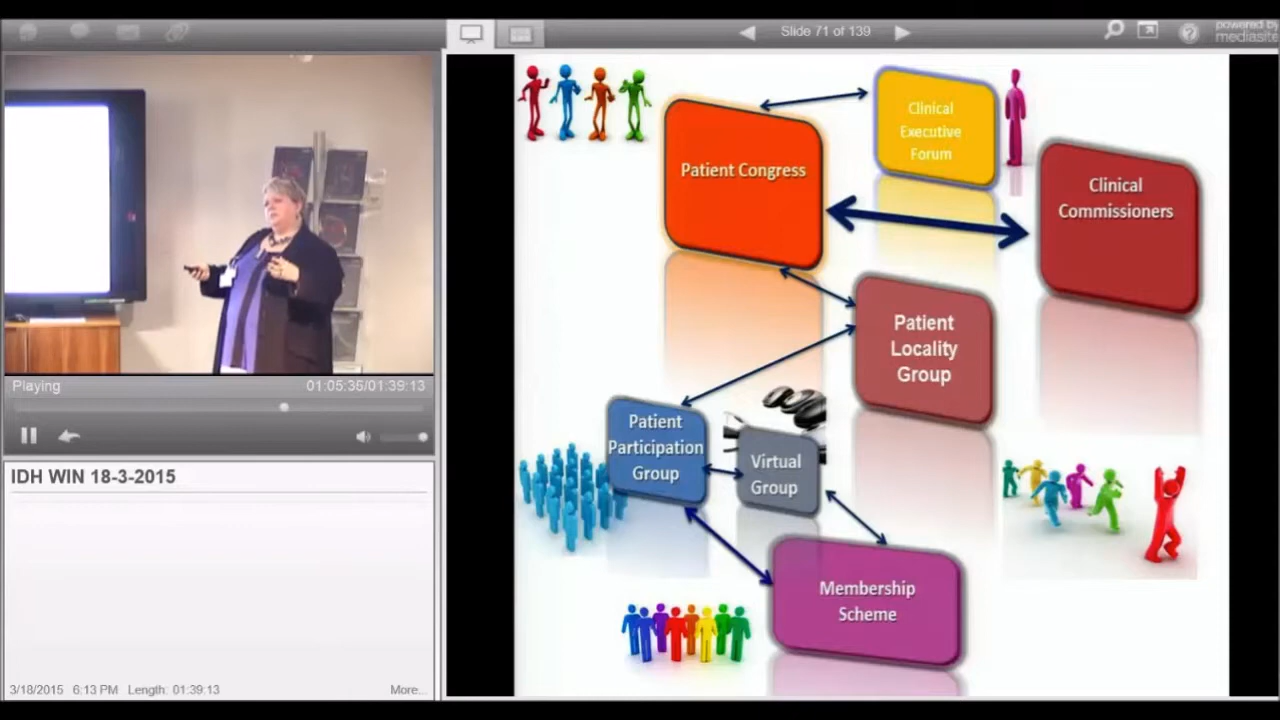 Slide 71 of 139
powered by
mediasite
Playing
01:05:36/01:39:13
IDH WIN 18-3-2015
3/18/2015 6:13 PM Length: 01:39:13
More...
Clinical
Executive
Forum
Patient Congress
Clinical
Commissioners
Patient
Locality
Group
Patient
Participation
Group
Virtual
Group
Membership
Scheme